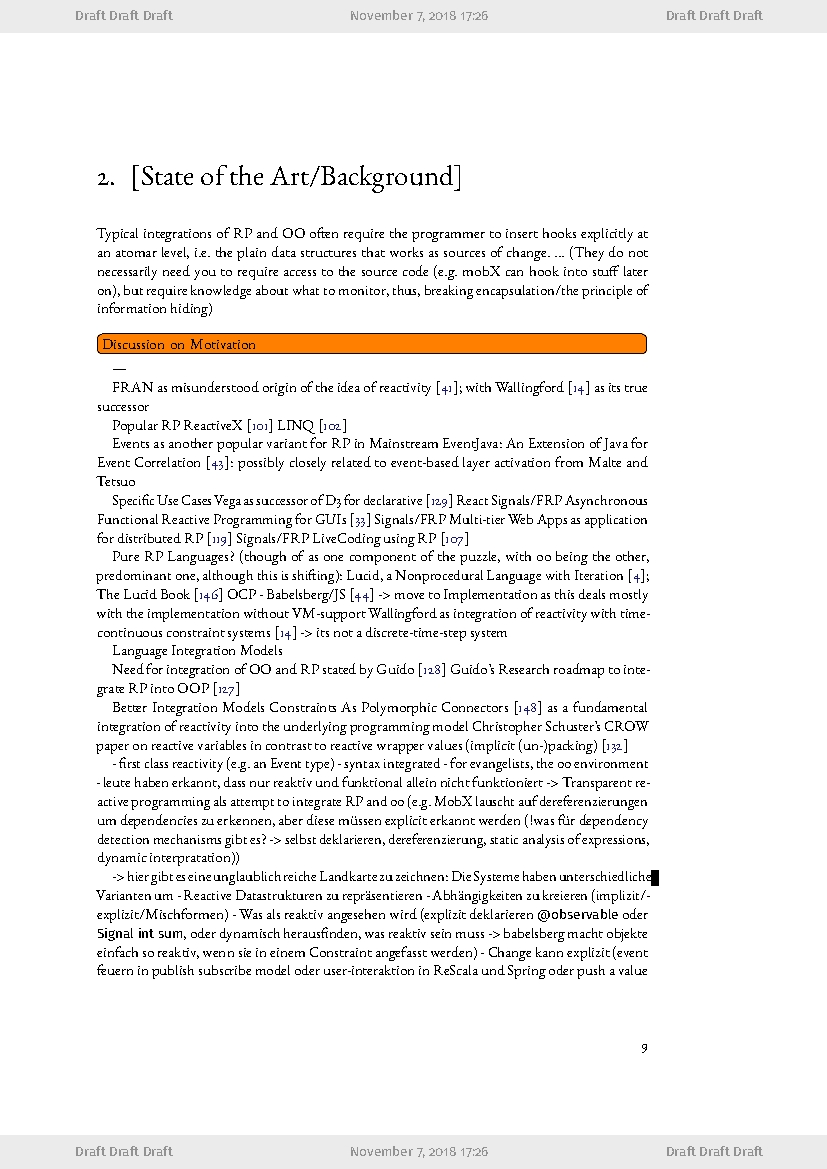 Draft Draft Draft November 7, 2018 17:26 Draft Draft Draft
2. [State of the Art/Background]
Typical integrations of RP and OO often require the programmer to insert hooks explicitly at
an atomar level, i.e. the plain data structures that works as sources of change. ... (They do not
necessarily need you to require access to the source code (e.g. mobX can hook into stuff later
on), but require knowledge about what to monitor, thus, breaking encapsulation/the principle of
information hiding)
Discussion on Motivation
—
FRAN as misunderstood origin of the idea of reactivity [41]; with Wallingford [14] as its true
successor
Popular RP ReactiveX [101] LINQ [102]
Events as another popular variant for RP in Mainstream EventJava: An Extension of Java for
Event Correlation [43]: possibly closely related to event-based layer activation from Malte and
Tetsuo
Specific Use Cases Vega as successor of D3 for declarative [129] React Signals/FRP Asynchronous
Functional Reactive Programming for GUIs [33] Signals/FRP Multi-tier Web Apps as application
for distributed RP [119] Signals/FRP LiveCoding using RP [107]
Pure RP Languages? (though of as one component of the puzzle, with oo being the other,
predominant one, although this is shifting): Lucid, a Nonprocedural Language with Iteration [4];
The Lucid Book [146] OCP - Babelsberg/JS [44] -> move to Implementation as this deals mostly
with the implementation without VM-support Wallingford as integration of reactivity with time-
continuous constraint systems [14] -> its not a discrete-time-step system
Language Integration Models
Need for integration of OO and RP stated by Guido [128] Guido's Research roadmap to inte-
grate RP into OOP [127]
Better Integration Models Constraints As Polymorphic Connectors [148] as a fundamental
integration of reactivity into the underlying programming model Christopher Schuster's CROW
paper on reactive variables in contrast to reactive wrapper values (implicit (un-)packing) [132]
- first class reactivity (e.g. an Event type) - syntax integrated - for evangelists, the oo environment
- leute haben erkannt, dass nur reaktiv und funktional allein nicht funktioniert -> Transparent re-
active programming als attempt to integrate RP and oo (e.g. MobX lauscht auf dereferenzierungen
um dependencies zu erkennen, aber diese müssen explicit erkannt werden (!was für dependency
detection mechanisms gibt es? -> selbst deklarieren, dereferenzierung, static analysis of expressions,
dynamic interpratation))
-> hier gibt es eine unglaublich reiche Landkarte zu zeichnen: Die Systeme haben unterschiedliche
Varianten um - Reactive Datastrukturen zu repräsentieren - Abhängigkeiten zu kreieren (implizit/-
explizit/Mischformen) - Was als reaktiv angesehen wird (explizit deklarieren @observable oder
Signal int sum, oder dynamisch herausfinden, was reaktiv sein muss -> babelsberg macht objekte
einfach so reaktiv, wenn sie in einem Constraint angefasst werden) - Change kann explizit (event
feuern in publish subscribe model oder user-interaktion in ReScala und Spring oder push a value
9
Draft Draft Draft November 7, 2018 17:26 Draft Draft Draft